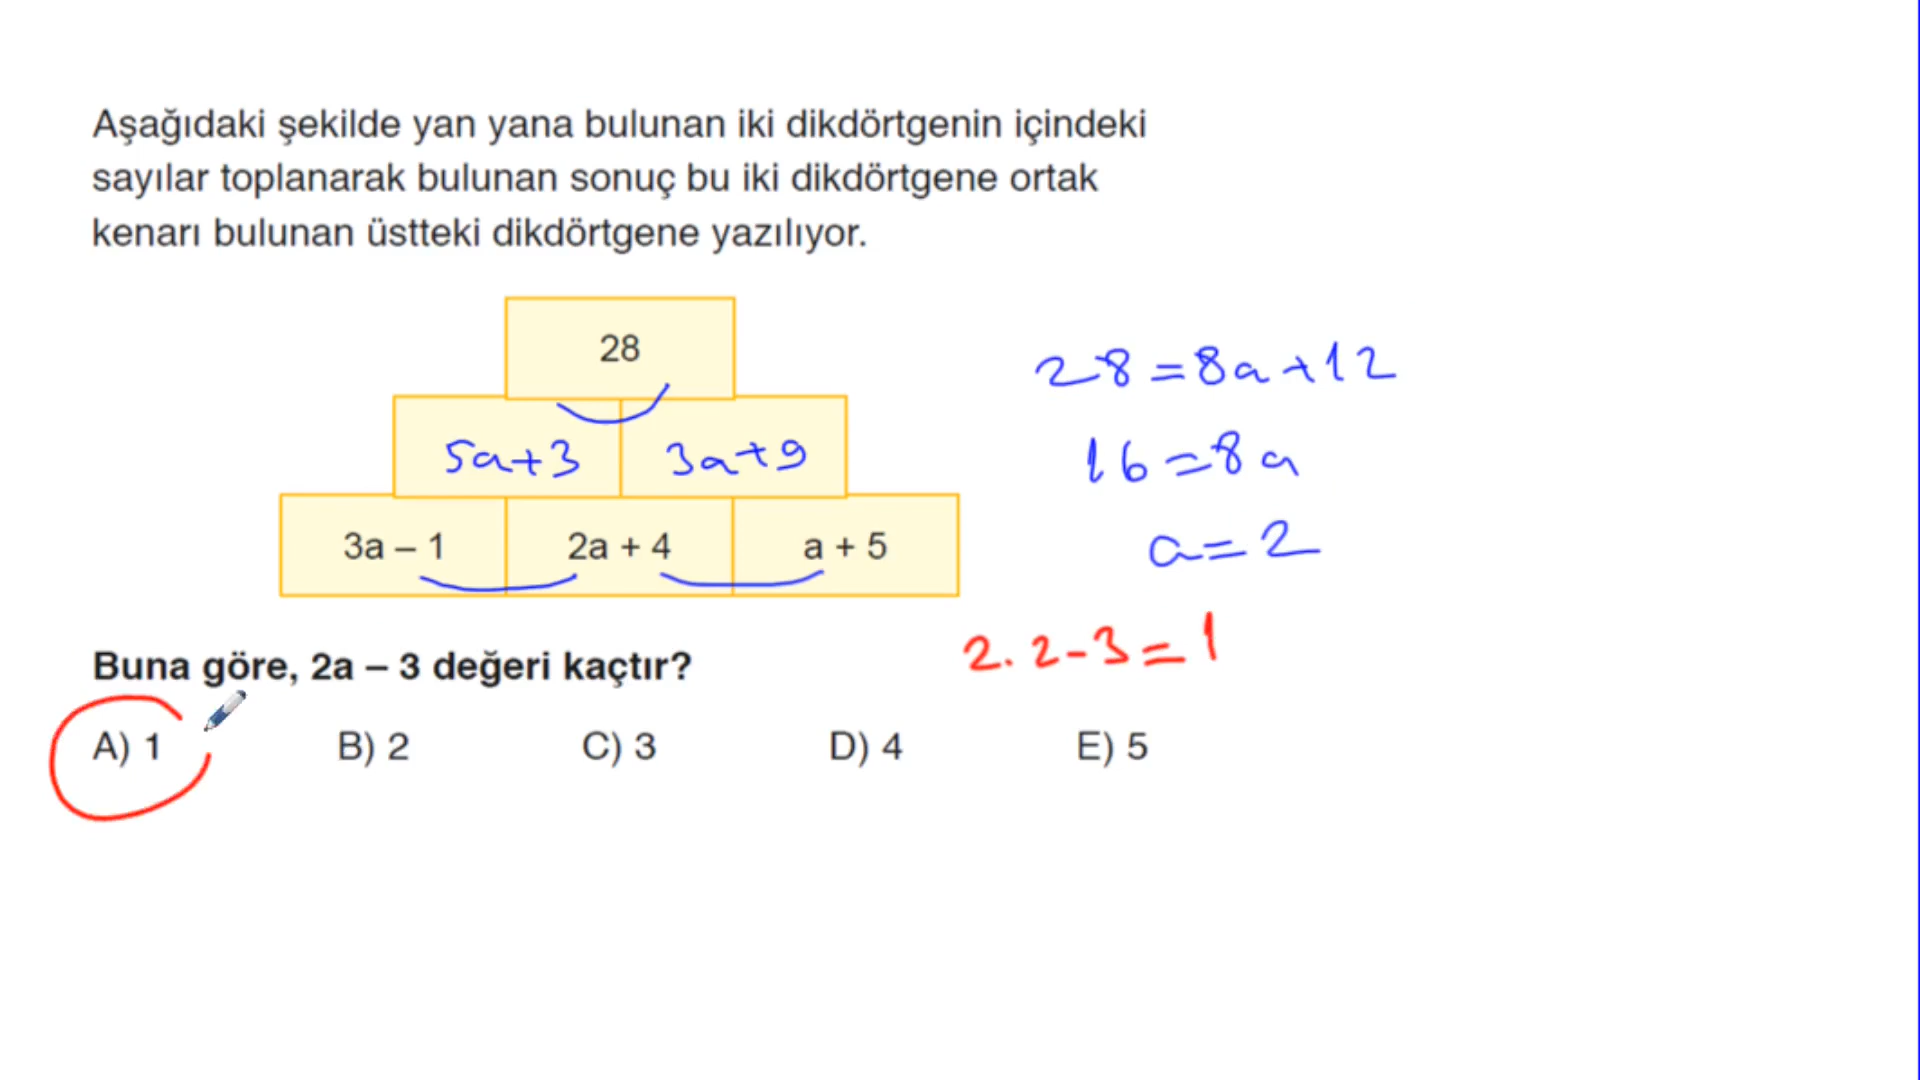 Aşağıdaki şekilde yan yana bulunan iki dikdörtgenin içindeki
sayılar toplanarak bulunan sonuç bu iki dikdörtgene ortak
kenarı bulunan üstteki dikdörtgene yazılıyor.
28
5a+3 3a+9
3a – 1 2a + 4 a + 5
28=8a+12
16=8a
a=2
2.2-3=1
Buna göre, 2a – 3 değeri kaçtır?
A) 1 B) 2 C) 3 D) 4 E) 5